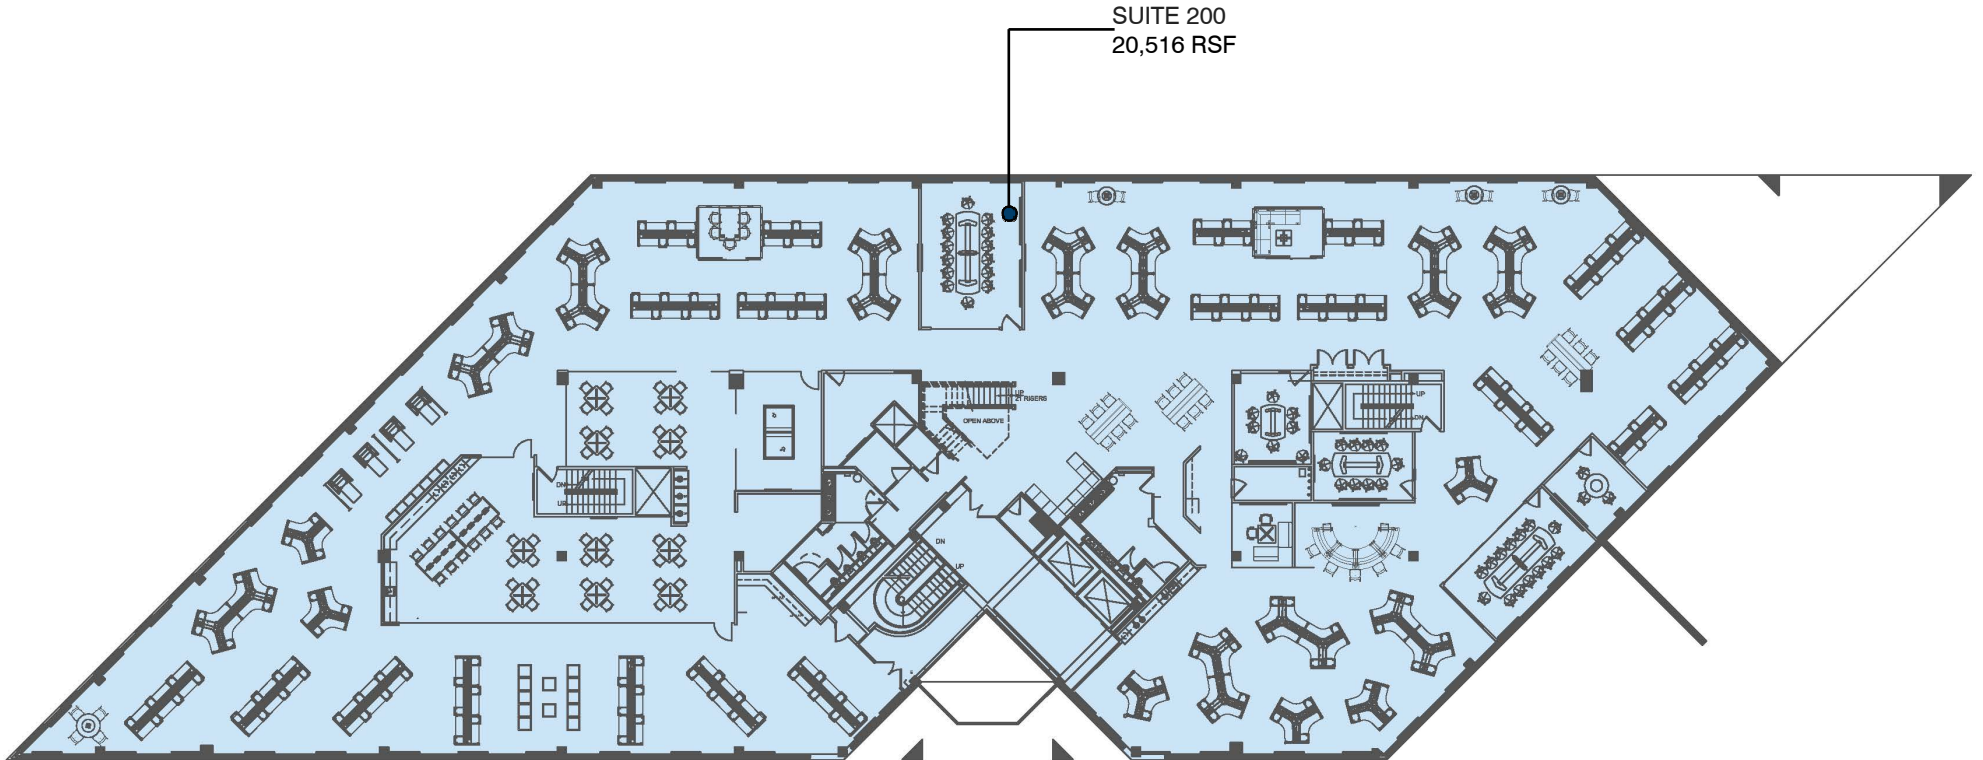 SUITE 200
20,516 RSF
UP
21 RISERS
OPEN ABOVE
UP
DN
DN
UP
DN
UP